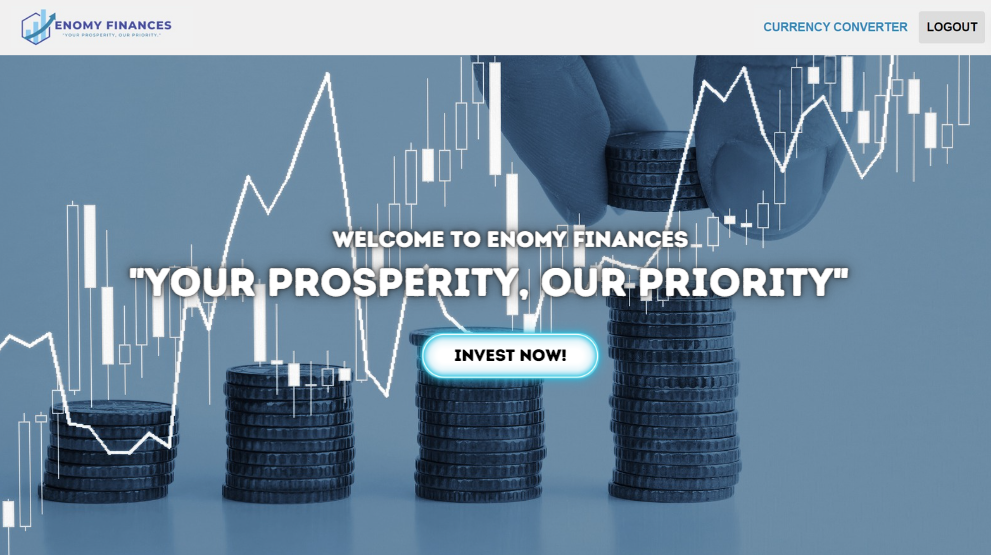 ENOMY FINANCES
"YOUR PROSPERITY, OUR PRIORITY."
CURRENCY CONVERTER
LOGOUT
WELCOME TO ENOMY FINANCES
"YOUR PROSPERITY, OUR PRIORITY"
INVEST NOW!